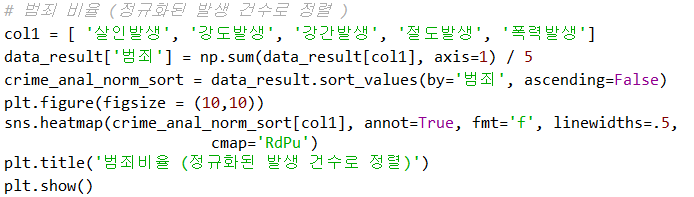 # 범죄 비율 (정규화된 발생 건수로 정렬 )
col1 = [ '살인발생', '강도발생', '강간발생', '절도발생', '폭력발생']
data_result['범죄'] = np.sum(data_result[col1], axis=1) / 5
crime_anal_norm_sort = data_result.sort_values(by='범죄', ascending=False)
plt.figure(figsize = (10,10))
sns.heatmap(crime_anal_norm_sort[col1], annot=True, fmt='f', linewidths=.5,
cmap='RdPu')
plt.title('범죄비율 (정규화된 발생 건수로 정렬)')
plt.show()